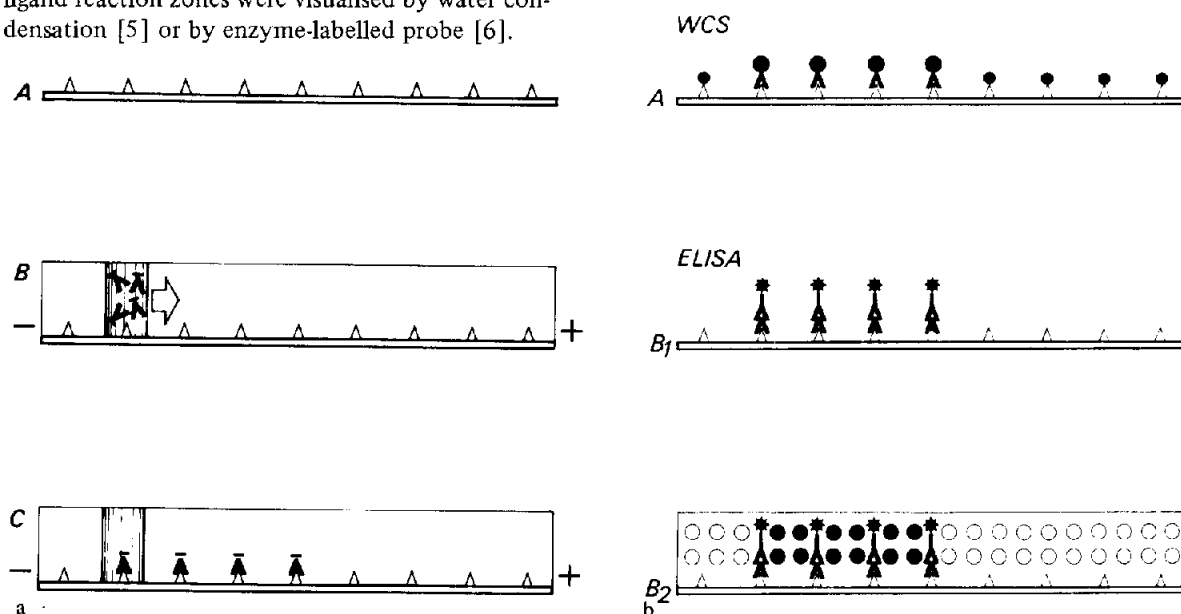 ligand reaction zones were visualised by water con-
densation [5] or by enzyme-labelled probe [6].
A
B
− +
C
− +
a
WCS
A
ELISA
B1
B2
b